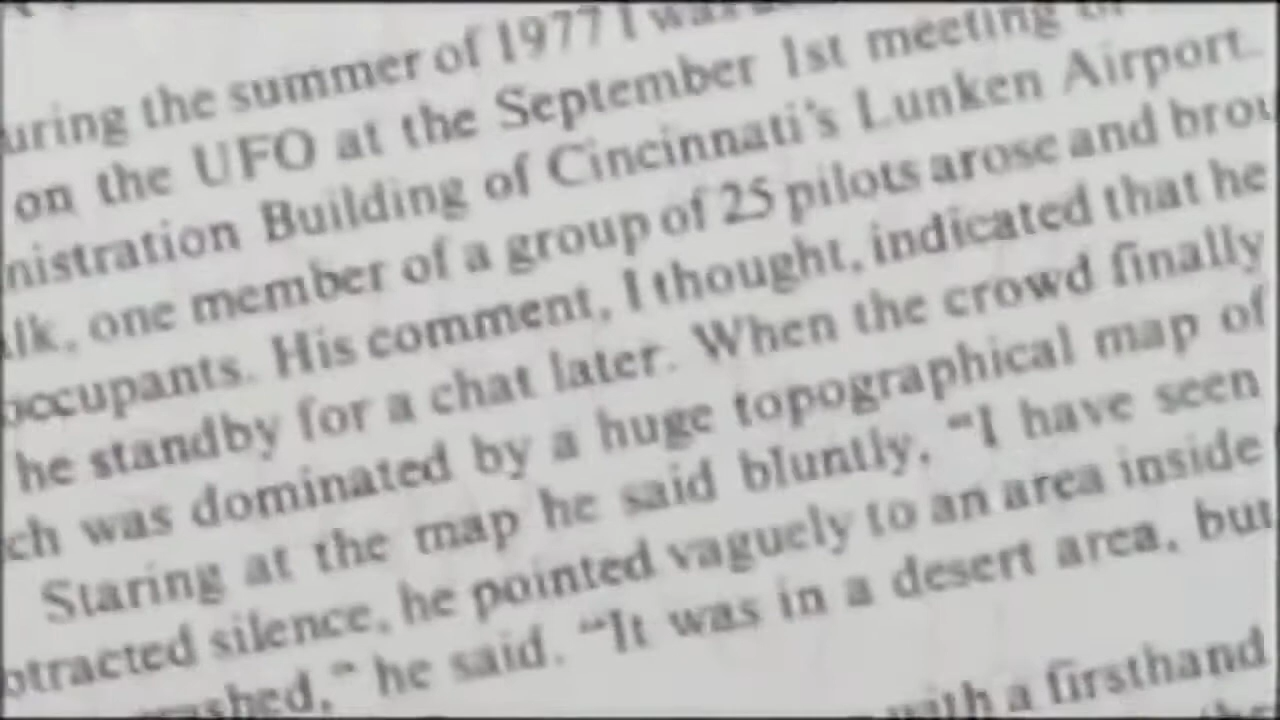 uring the summer of 1977 I was
on the UFO at the September 1st meeting of
nistration Building of Cincinnati's Lunken Airport.
lk, one member of a group of 25 pilots arose and brou
occupants. His comment, I thought, indicated that he
he standby for a chat later. When the crowd finally
ch was dominated by a huge topographical map of
Staring at the map he said bluntly, "I have seen
otracted silence, he pointed vaguely to an area inside
ashed," he said. "It was in a desert area, but
with a firsthand